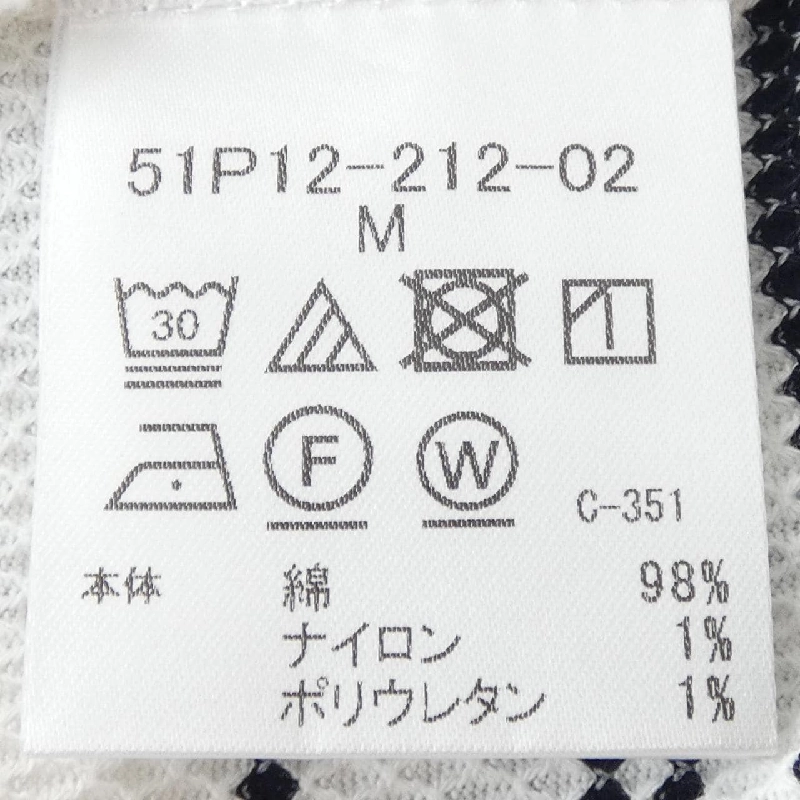 51P12-212-02
M
30
F W C-351
本体 綿 98%
ナイロン 1%
ポリウレタン 1%